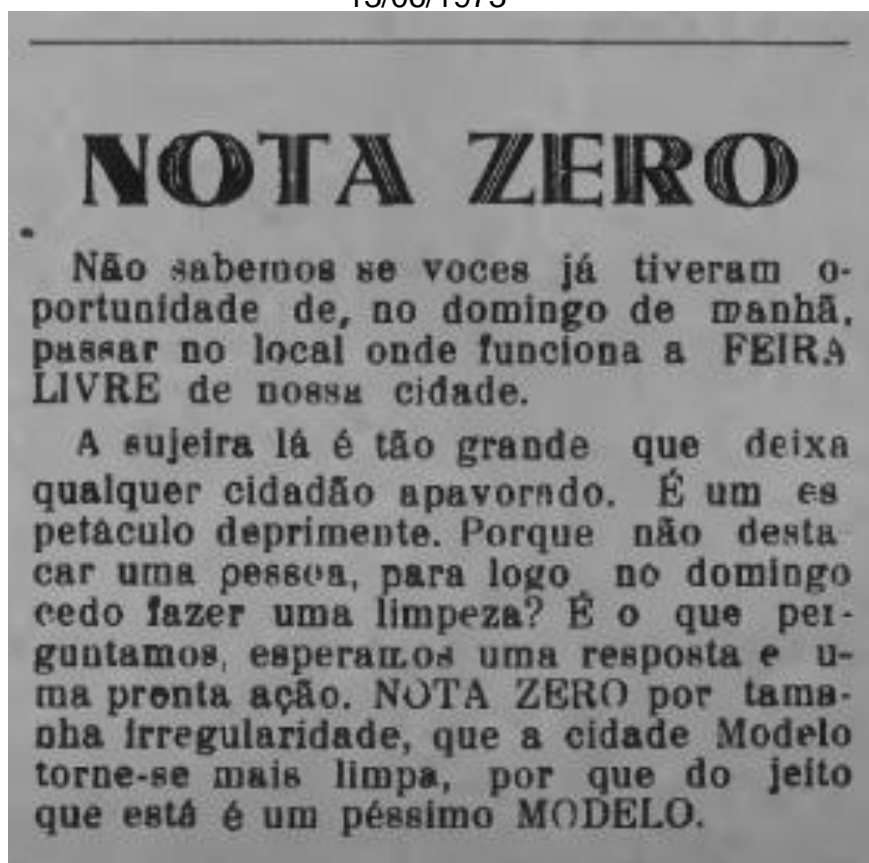 NOTA ZERO
Não sabemos se voces já tiveram o-
portunidade de, no domingo de manhã,
passar no local onde funciona a FEIRA
LIVRE de nossa cidade.
A sujeira lá é tão grande que deixa
qualquer cidadão apavorado. É um es
petáculo deprimente. Porque não desta
car uma pessoa, para logo no domingo
cedo fazer uma limpeza? É o que per-
guntamos, esperamos uma resposta e u-
ma pronta ação. NOTA ZERO por tama-
nha irregularidade, que a cidade Modelo
torne-se mais limpa, por que do jeito
que está é um péssimo MODELO.